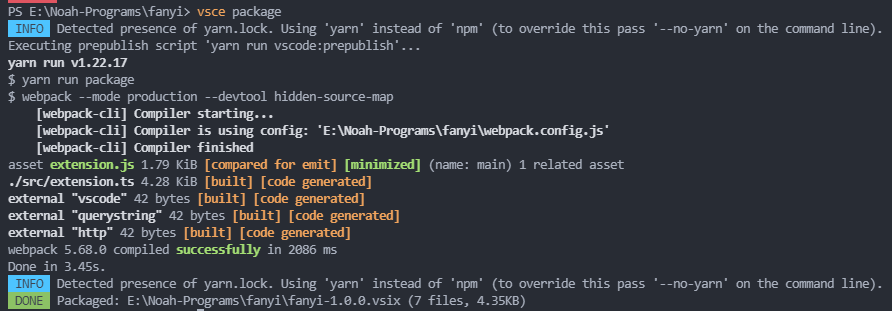 PS E:\Noah-Programs\fanyi> vsce package
INFO Detected presence of yarn.lock. Using 'yarn' instead of 'npm' (to override this pass '--no-yarn' on the command line).
Executing prepublish script 'yarn run vscode:prepublish'...
yarn run v1.22.17
$ yarn run package
$ webpack --mode production --devtool hidden-source-map
[webpack-cli] Compiler starting...
[webpack-cli] Compiler is using config: 'E:\Noah-Programs\fanyi\webpack.config.js'
[webpack-cli] Compiler finished
asset extension.js 1.79 KiB [compared for emit] [minimized] (name: main) 1 related asset
./src/extension.ts 4.28 KiB [built] [code generated]
external "vscode" 42 bytes [built] [code generated]
external "querystring" 42 bytes [built] [code generated]
external "http" 42 bytes [built] [code generated]
webpack 5.68.0 compiled successfully in 2086 ms
Done in 3.45s.
INFO Detected presence of yarn.lock. Using 'yarn' instead of 'npm' (to override this pass '--no-yarn' on the command line).
DONE Packaged: E:\Noah-Programs\fanyi\fanyi-1.0.0.vsix (7 files, 4.35KB)